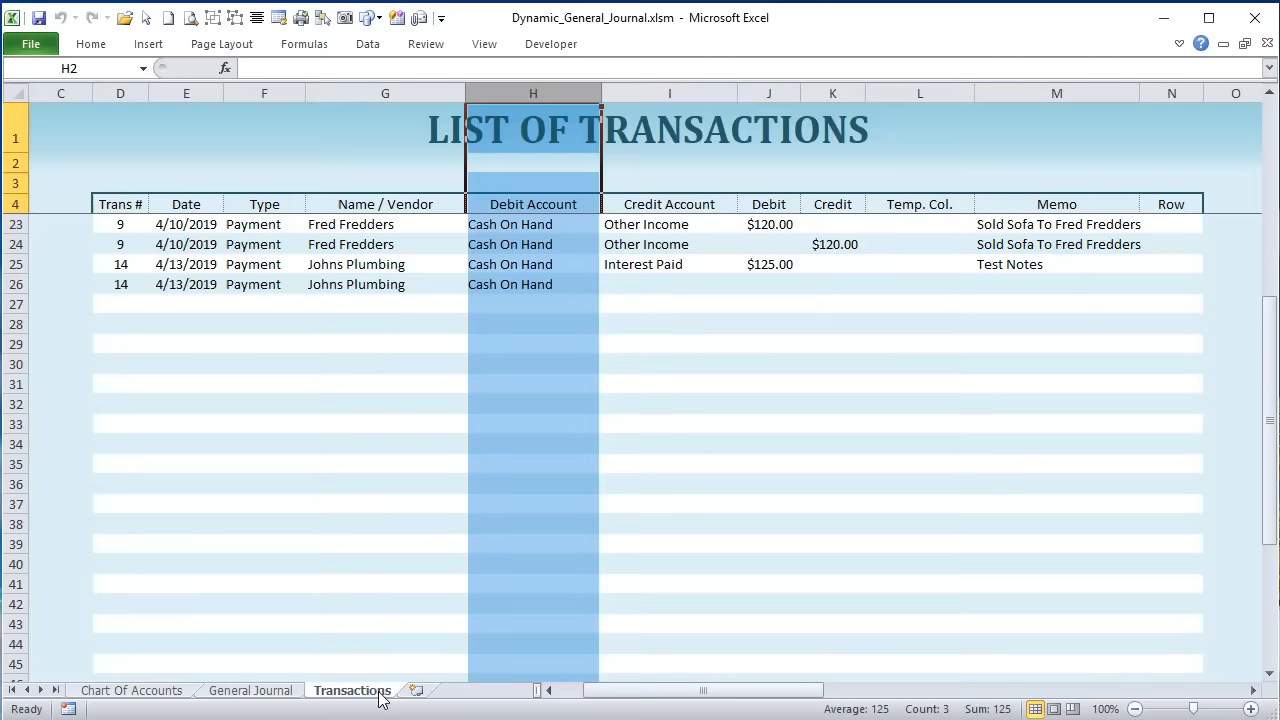 Dynamic_General_Journal.xlsm - Microsoft Excel
File Home Insert Page Layout Formulas Data Review View Developer
H2 fx
C D E F G H I J K L M N O
1 LIST OF TRANSACTIONS
2
3
4 Trans # Date Type Name / Vendor Debit Account Credit Account Debit Credit Temp. Col. Memo Row
23 9 4/10/2019 Payment Fred Fredders Cash On Hand Other Income $120.00 Sold Sofa To Fred Fredders
24 9 4/10/2019 Payment Fred Fredders Cash On Hand Other Income $120.00 Sold Sofa To Fred Fredders
25 14 4/13/2019 Payment Johns Plumbing Cash On Hand Interest Paid $125.00 Test Notes
26 14 4/13/2019 Payment Johns Plumbing Cash On Hand
27
28
29
30
31
32
33
34
35
36
37
38
39
40
41
42
43
44
45
Chart Of Accounts General Journal Transactions
Ready Average: 125 Count: 3 Sum: 125 100%